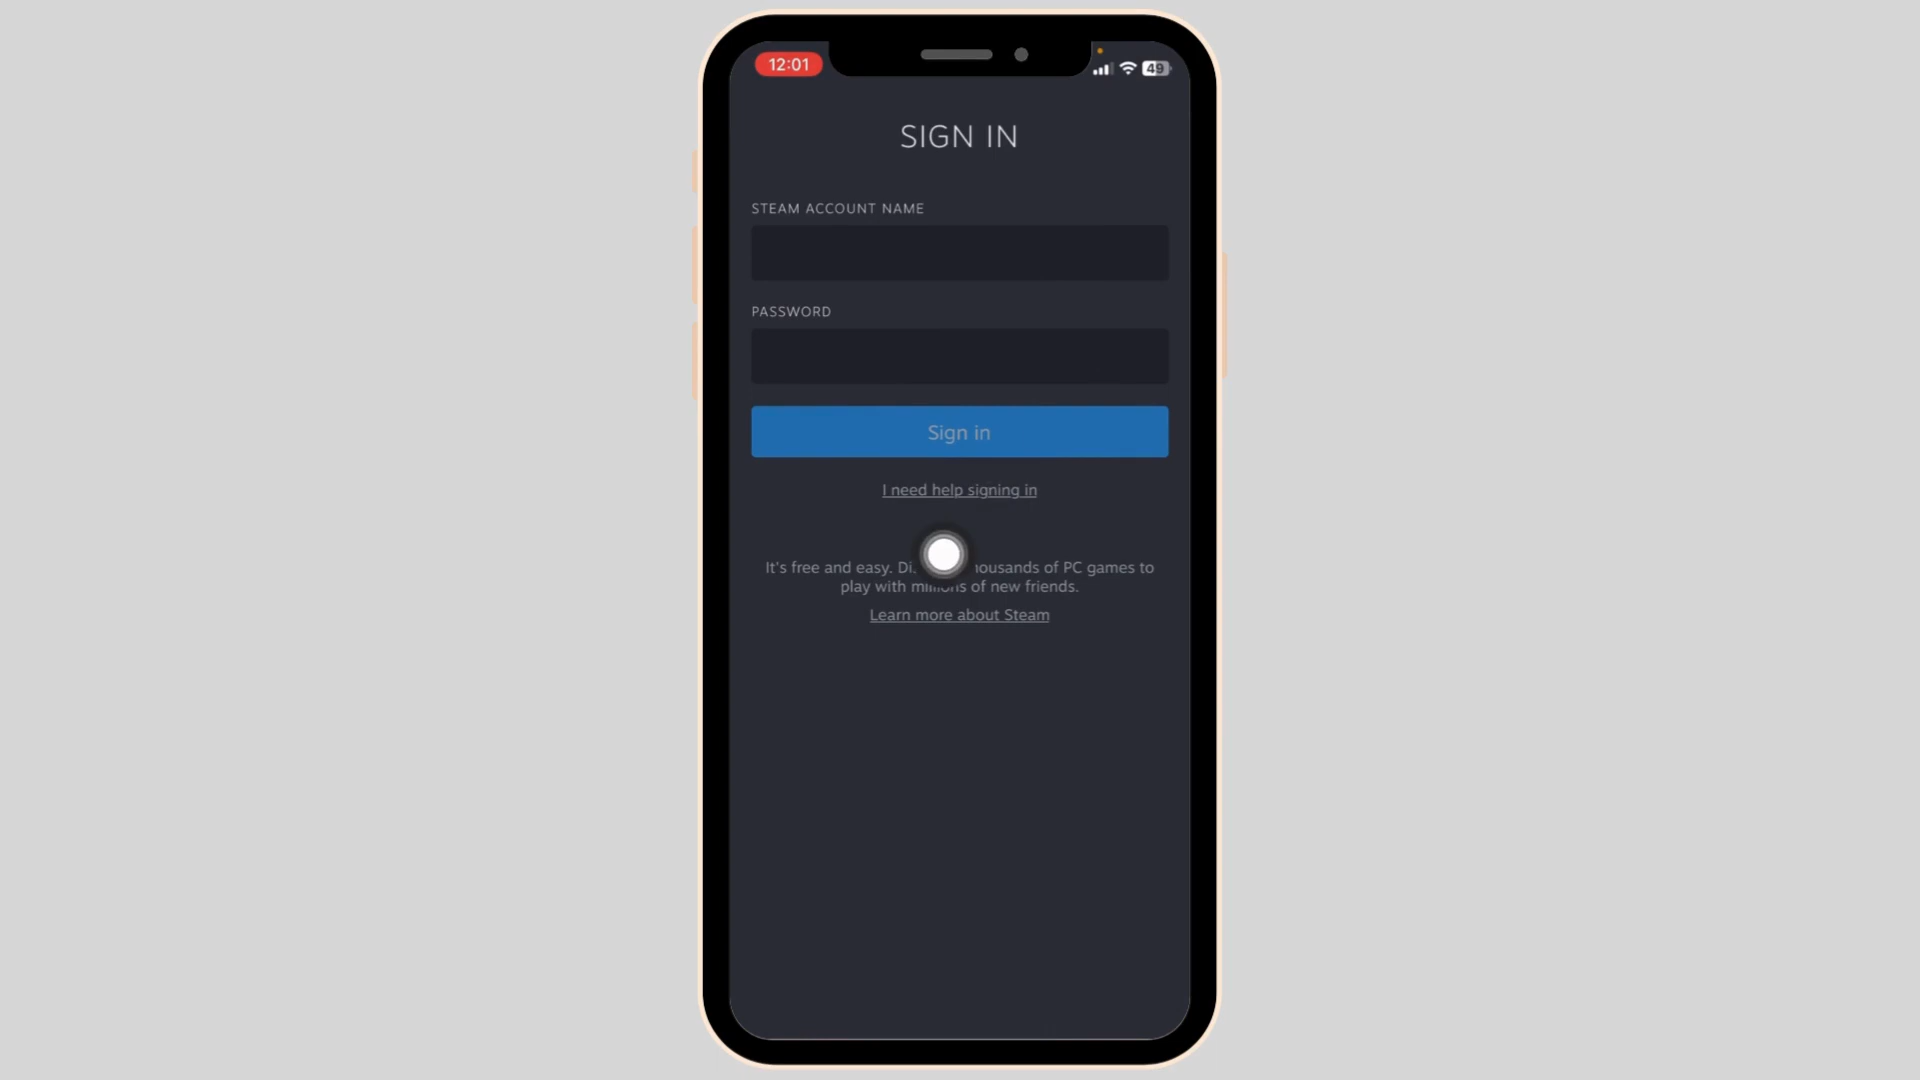 12:01
49
SIGN IN
STEAM ACCOUNT NAME
PASSWORD
Sign in
I need help signing in
It's free and easy. of PC games to
play with of new friends.
Learn more about Steam